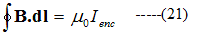 ∮B.dl = μ₀Iₑₙc -----(21)